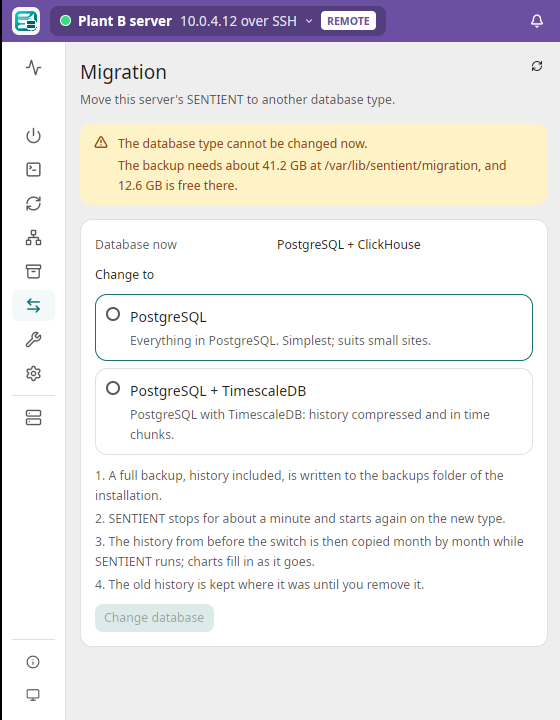 Plant B server 10.0.4.12 over SSH REMOTE
Migration
Move this server's SENTIENT to another database type.
The database type cannot be changed now.
The backup needs about 41.2 GB at /var/lib/sentient/migration, and
12.6 GB is free there.
Database now PostgreSQL + ClickHouse
Change to
PostgreSQL
Everything in PostgreSQL. Simplest; suits small sites.
PostgreSQL + TimescaleDB
PostgreSQL with TimescaleDB: history compressed and in time
chunks.
1. A full backup, history included, is written to the backups folder of the
installation.
2. SENTIENT stops for about a minute and starts again on the new type.
3. The history from before the switch is then copied month by month while
SENTIENT runs; charts fill in as it goes.
4. The old history is kept where it was until you remove it.
Change database